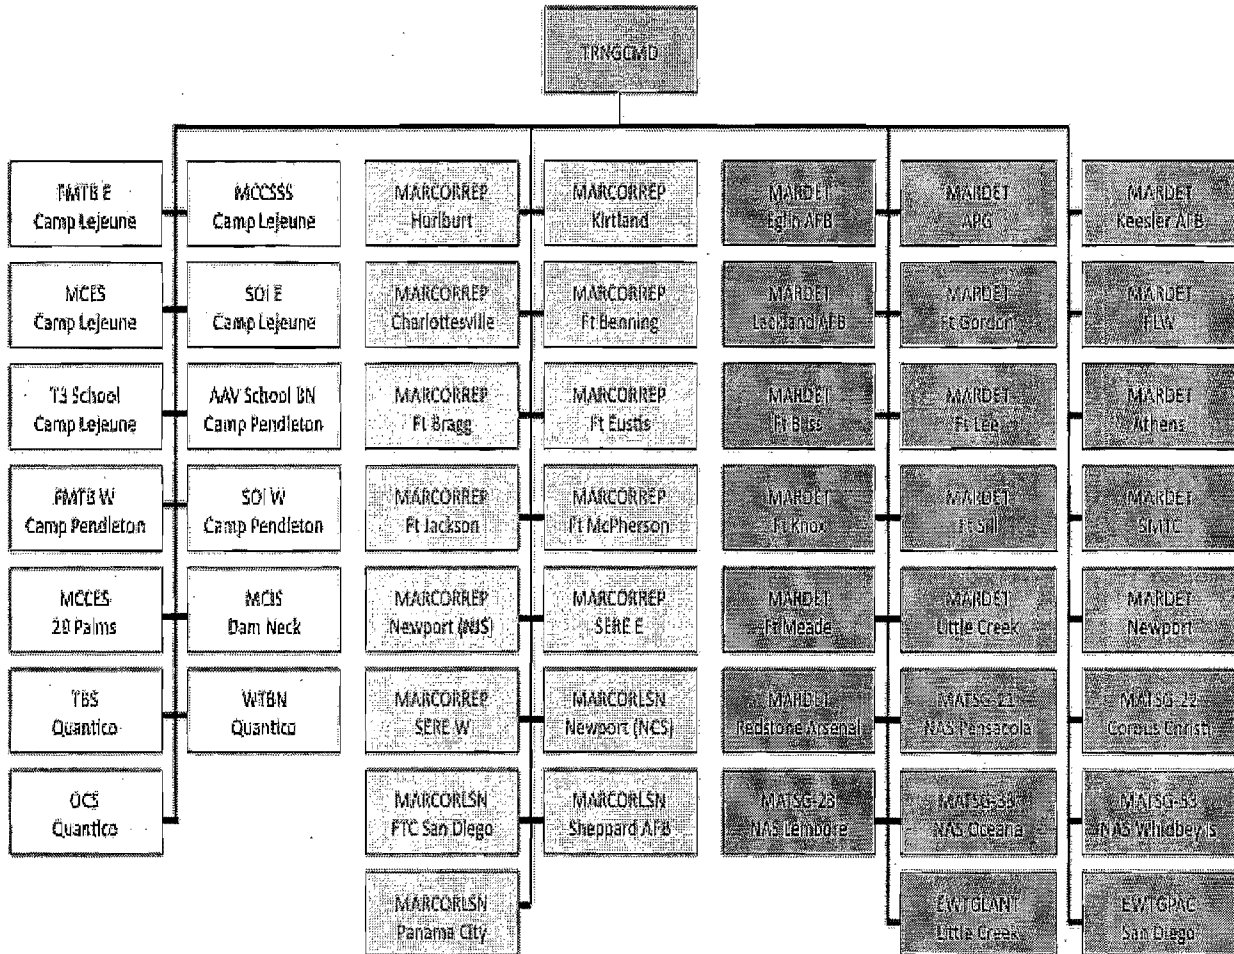 TRNGCMD
FMTB E
Camp Lejeune
MCCSSS
Camp Lejeune
MARCORREP
Hurlburt
MARCORREP
Kirtland
MARDET
Eglin AFB
MARDET
APG
MARDET
Keesler AFB
MCES
Camp Lejeune
SOI E
Camp Lejeune
MARCORREP
Charlottesville
MARCORREP
Ft Benning
MARDET
Lackland AFB
MARDET
Ft Gordon
MARDET
FLW
T3 School
Camp Lejeune
AAV School BN
Camp Pendleton
MARCORREP
Ft Bragg
MARCORREP
Ft Eustis
MARDET
Ft Bliss
MARDET
Ft Lee
MARDET
Athens
FMTB W
Camp Pendleton
SOI W
Camp Pendleton
MARCORREP
Ft Jackson
MARCORREP
Ft McPherson
MARDET
Ft Knox
MARDET
Ft Sill
MARDET
SMTC
MCCES
29 Palms
MCIS
Dam Neck
MARCORREP
Newport (NJS)
MARCORREP
SERE E
MARDET
Ft Meade
MARDET
Little Creek
MARDET
Newport
TBS
Quantico
WTBN
Quantico
MARCORREP
SERE W
MARCORLSN
Newport (NCS)
MARDET
Redstone Arsenal
MATSG-21
NAS Pensacola
MATSG-22
Corpus Christi
OCS
Quantico
MARCORLSN
FTC San Diego
MARCORLSN
Sheppard AFB
MATSG-23
NAS Lemoore
MATSG-33
NAS Oceana
MATSG-53
NAS Whidbey Is
MARCORLSN
Panama City
EWTGLANT
Little Creek
EWTGPAC
San Diego